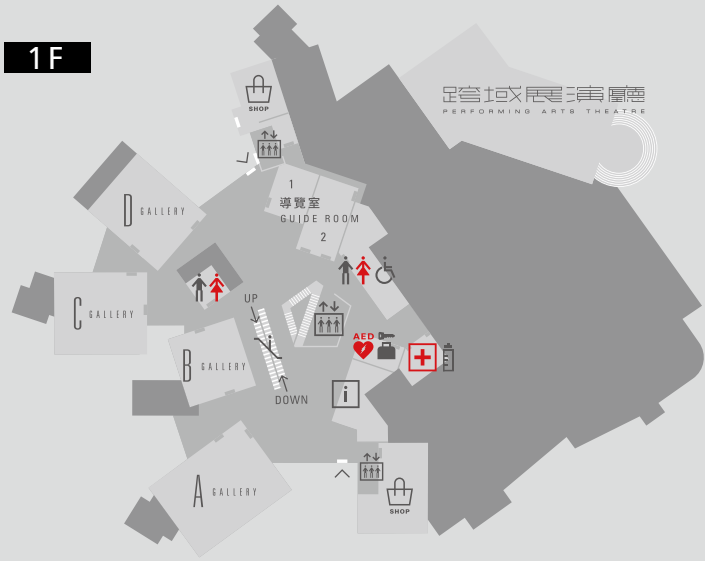 1F
跨域展演廳
PERFORMING ARTS THEATRE
SHOP
1
導覽室
GUIDE ROOM
2
D GALLERY
C GALLERY
UP
AED
B GALLERY
i
DOWN
A GALLERY
SHOP